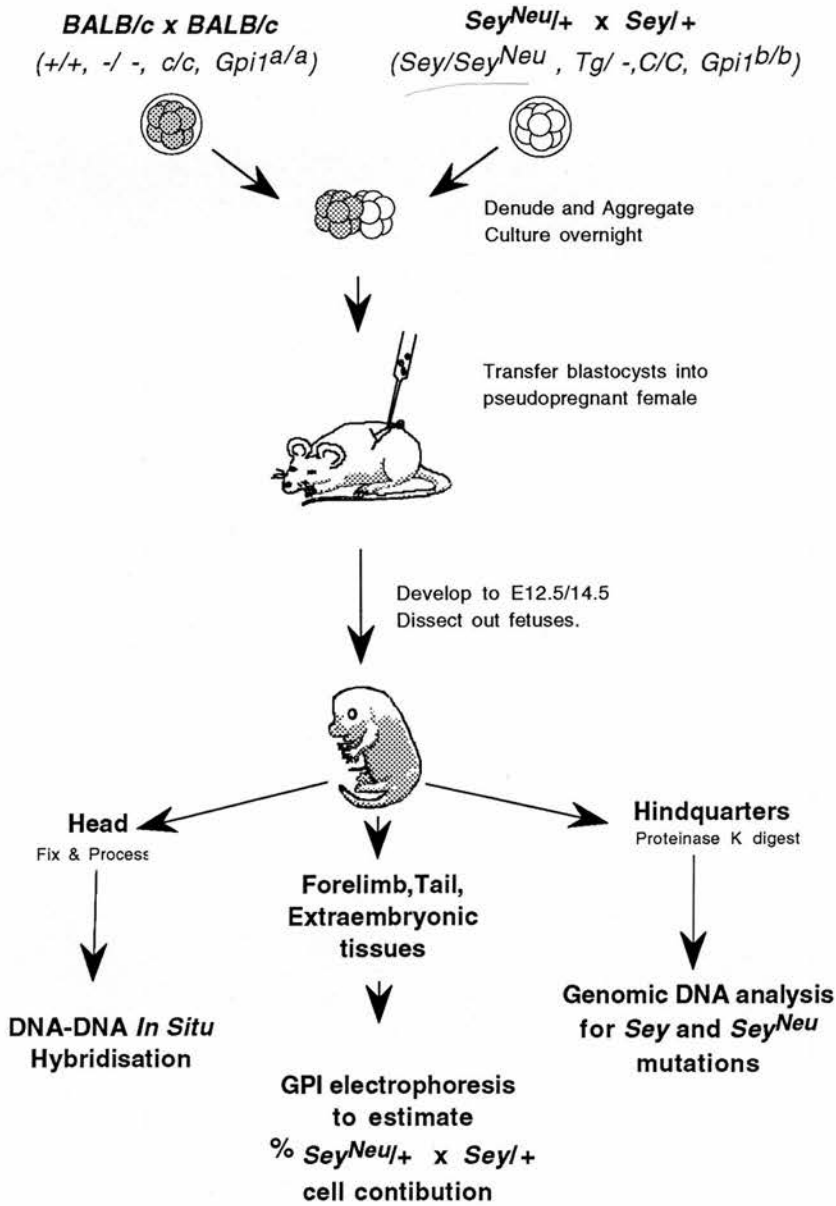 BALB/c x BALB/c
(+/+, -/ -, c/c, Gpi1a/a)
SeyNeu/+ x Sey/+
(Sey/SeyNeu , Tg/ -,C/C, Gpi1b/b)
Denude and Aggregate
Culture overnight
Transfer blastocysts into
pseudopregnant female
Develop to E12.5/14.5
Dissect out fetuses.
Head
Fix & Process
DNA-DNA In Situ
Hybridisation
Forelimb,Tail,
Extraembryonic
tissues
GPI electrophoresis
to estimate
% SeyNeu/+ x Sey/+
cell contibution
Hindquarters
Proteinase K digest
Genomic DNA analysis
for Sey and SeyNeu
mutations